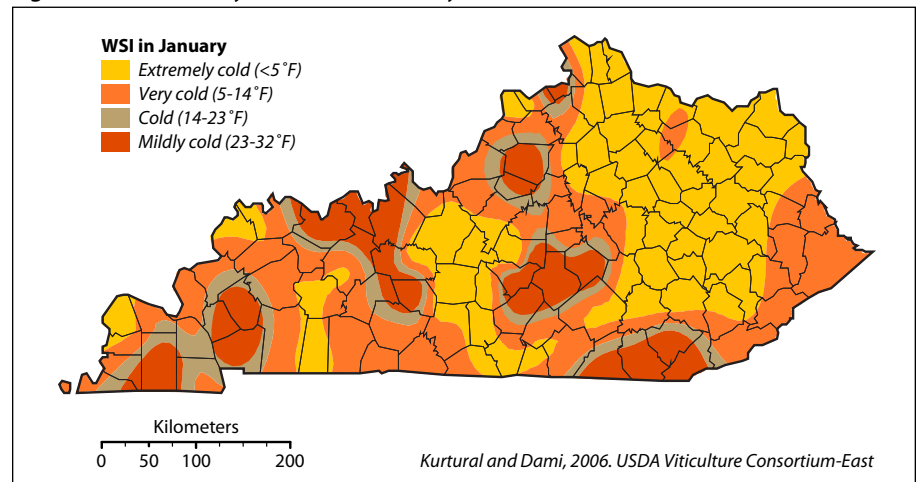 WSI in January
Extremely cold (<5˚F)
Very cold (5-14˚F)
Cold (14-23˚F)
Mildly cold (23-32˚F)
Kilometers
0 50 100 200
Kurtural and Dami, 2006. USDA Viticulture Consortium-East